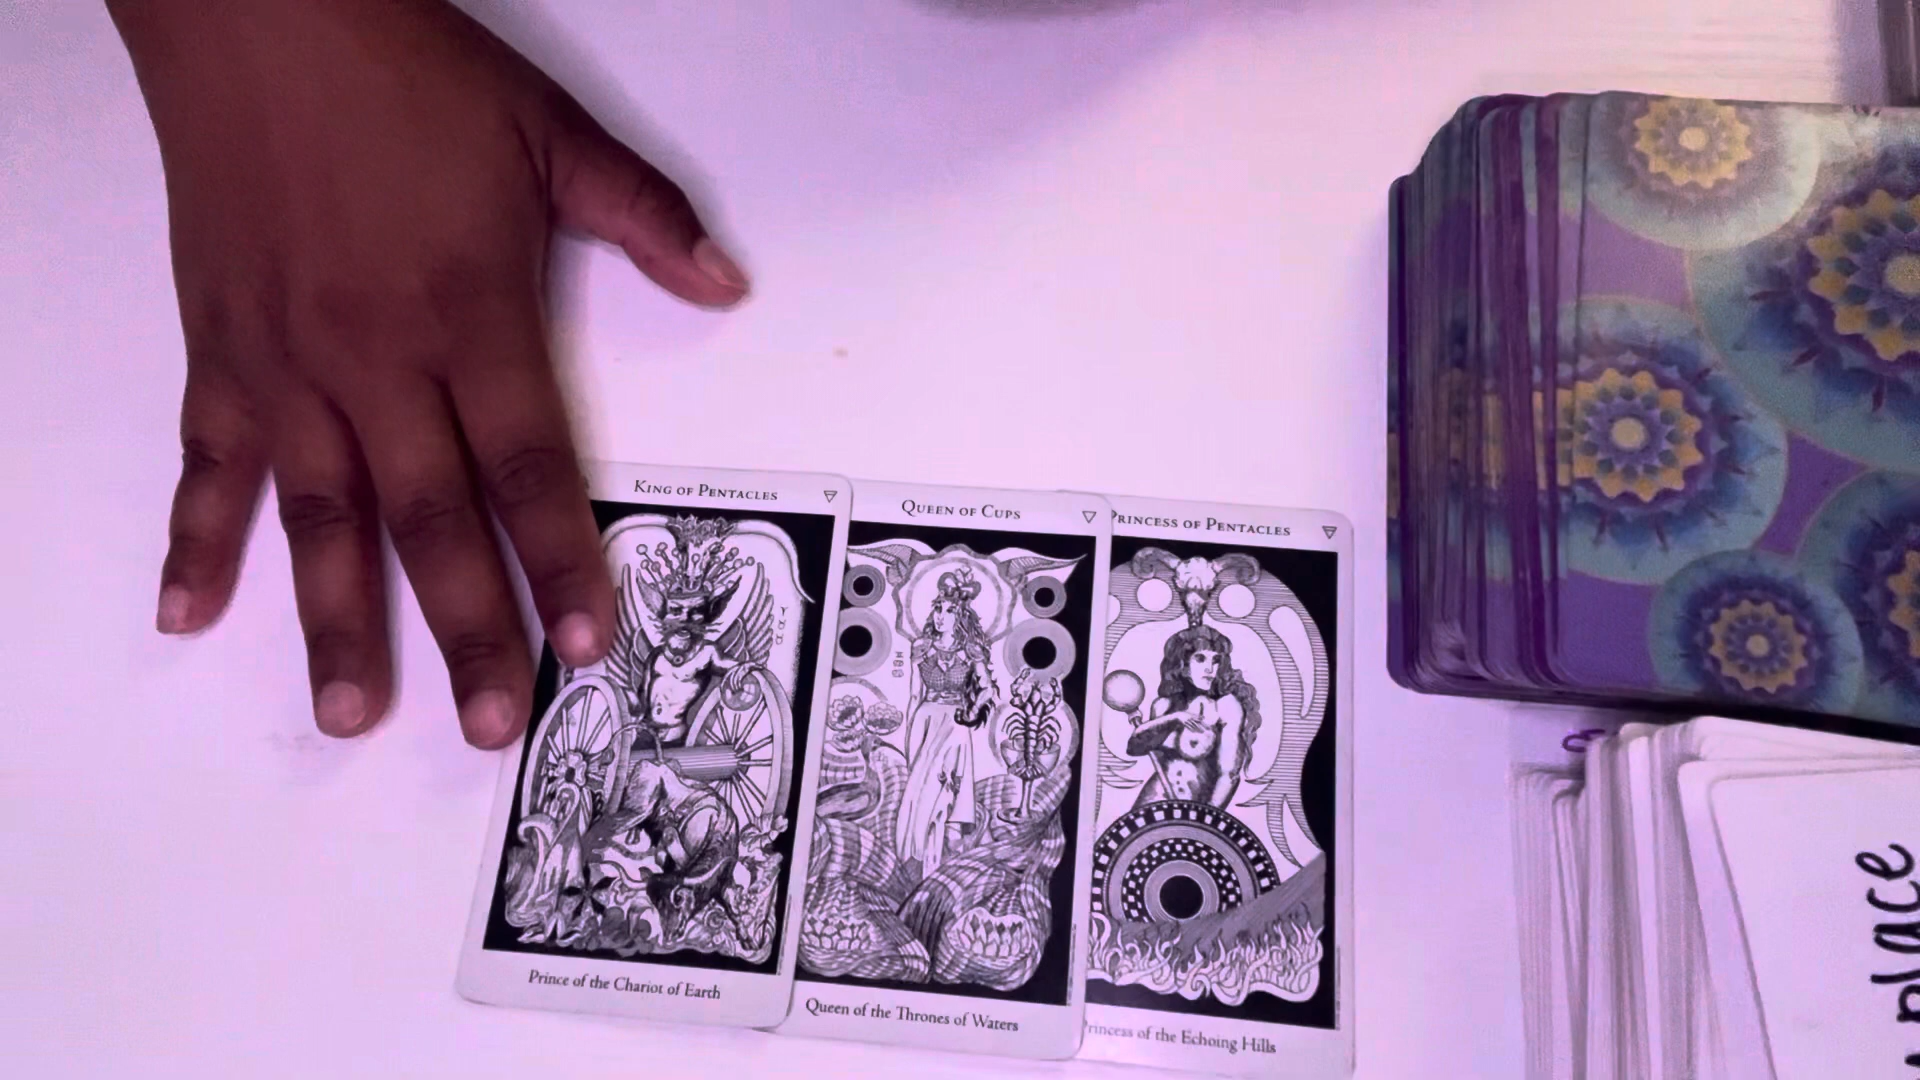 KING OF PENTACLES
QUEEN OF CUPS
PRINCESS OF PENTACLES
Prince of the Chariot of Earth
Queen of the Thrones of Waters
Princess of the Echoing Hills
place